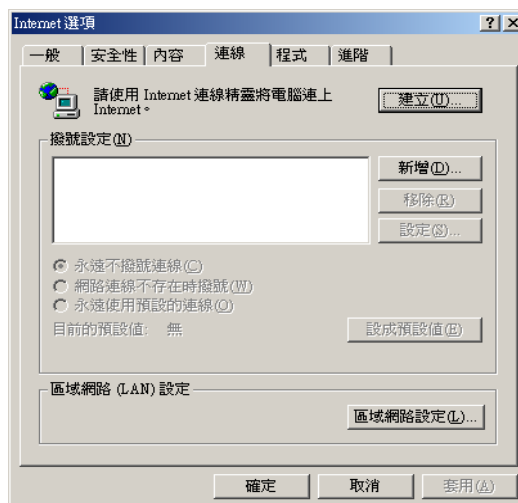 Internet 選項
一般 安全性 內容 連線 程式 進階
請使用 Internet 連線精靈將電腦連上
Internet。
建立(U)...
撥號設定(N)
新增(D)...
移除(R)
設定(S)...
永遠不撥號連線(C)
網路連線不存在時撥號(W)
永遠使用預設的連線(O)
目前的預設值: 無
設成預設值(E)
區域網路 (LAN) 設定
區域網路設定(L)...
確定 取消 套用(A)